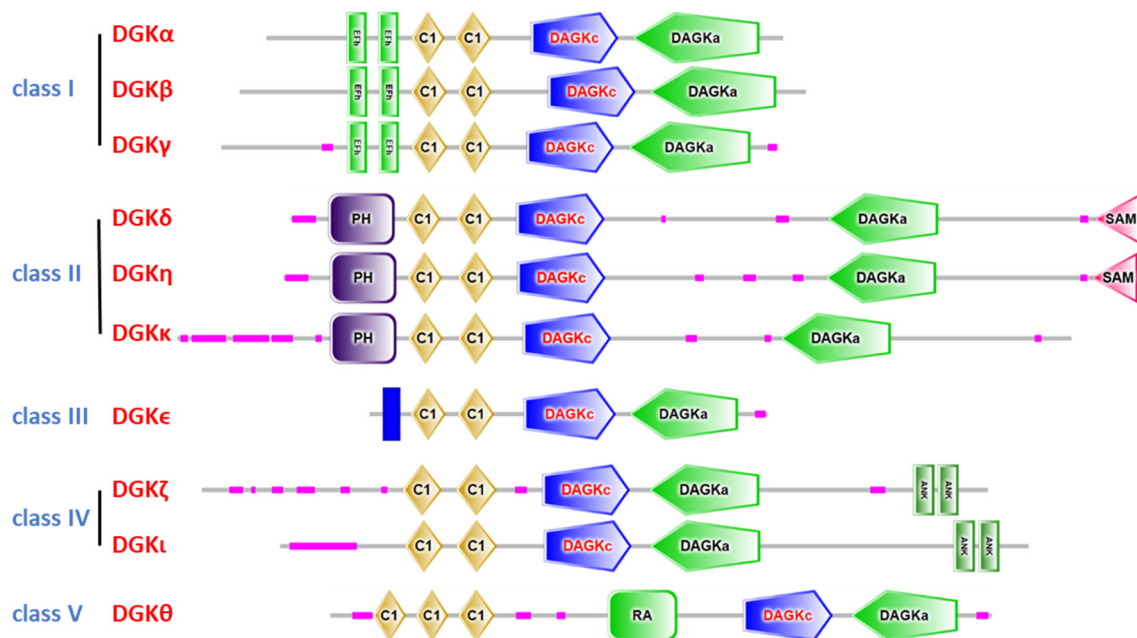 DGKα EFh EFh C1 C1 DAGKc DAGKa
class I DGKβ EFh EFh C1 C1 DAGKc DAGKa
DGKγ EFh EFh C1 C1 DAGKc DAGKa
DGKδ PH C1 C1 DAGKc DAGKa SAM
class II DGKη PH C1 C1 DAGKc DAGKa SAM
DGKκ PH C1 C1 DAGKc DAGKa
class III DGKϵ C1 C1 DAGKc DAGKa
DGKζ C1 C1 DAGKc DAGKa ANK ANK
class IV
DGKι C1 C1 DAGKc DAGKa ANK ANK
class V DGKθ C1 C1 C1 RA DAGKc DAGKa